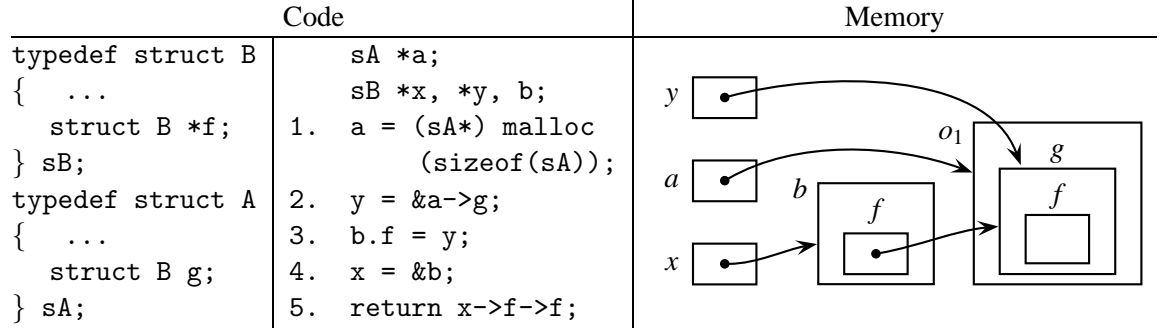 Code
Memory
typedef struct B
{ ...
struct B *f;
} sB;
typedef struct A
{ ...
struct B g;
} sA;
sA *a;
sB *x, *y, b;
1. a = (sA*) malloc
(sizeof(sA));
2. y = &a->g;
3. b.f = y;
4. x = &b;
5. return x->f->f;
y
a
x
b
f
o₁
g
f